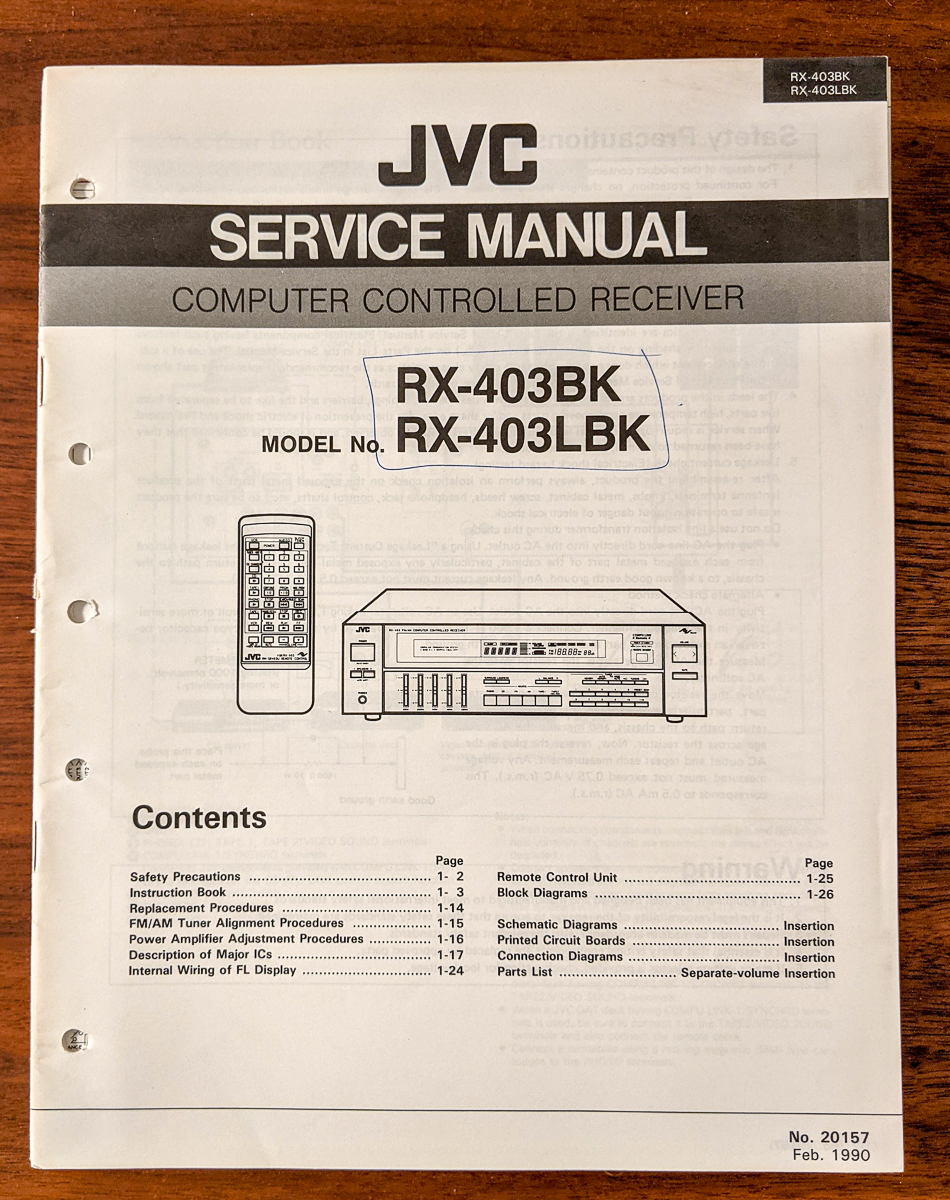 RX-403BK
RX-403LBK
JVC
SERVICE MANUAL
COMPUTER CONTROLLED RECEIVER
RX-403BK
MODEL No. RX-403LBK
JVC
JVC
Contents
Page
Safety Precautions ........ 1- 2
Instruction Book ........ 1- 3
Replacement Procedures ........ 1-14
FM/AM Tuner Alignment Procedures ........ 1-15
Power Amplifier Adjustment Procedures ........ 1-16
Description of Major ICs ........ 1-17
Internal Wiring of FL Display ........ 1-24
Page
Remote Control Unit ........ 1-25
Block Diagrams ........ 1-26
Schematic Diagrams ........ Insertion
Printed Circuit Boards ........ Insertion
Connection Diagrams ........ Insertion
Parts List ........ Separate-volume Insertion
No. 20157
Feb. 1990